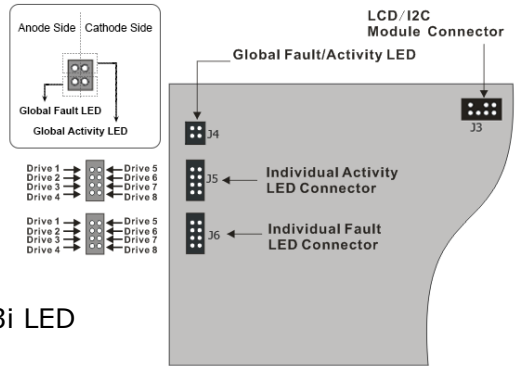 Anode Side Cathode Side
Global Fault LED
Global Activity LED
LCD/I2C
Module Connector
Global Fault/Activity LED
J3
J4
Drive 1 Drive 5
Drive 2 Drive 6
Drive 3 Drive 7
Drive 4 Drive 8
J5 Individual Activity
LED Connector
Drive 1 Drive 5
Drive 2 Drive 6
Drive 3 Drive 7
Drive 4 Drive 8
J6 Individual Fault
LED Connector
3i LED